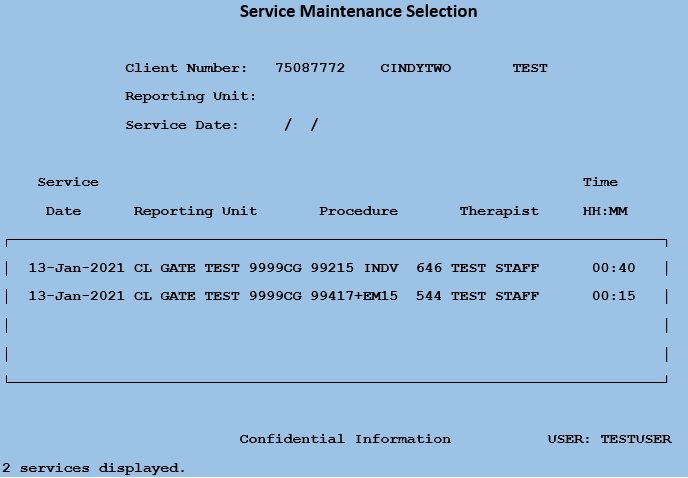 Service Maintenance Selection
Client Number: 75087772 CINDYTWO TEST
Reporting Unit:
Service Date: / /
Service Time
Date Reporting Unit Procedure Therapist HH:MM
13-Jan-2021 CL GATE TEST 9999CG 99215 INDV 646 TEST STAFF 00:40
13-Jan-2021 CL GATE TEST 9999CG 99417+EM15 544 TEST STAFF 00:15
Confidential Information USER: TESTUSER
2 services displayed.